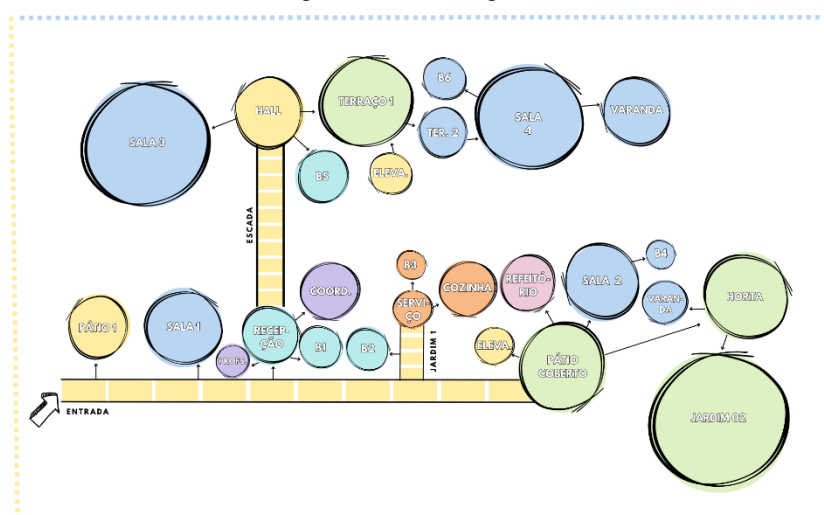 B6
HALL
TERRAÇO 1
SALA 3
TER. 2
SALA
4
VARANDA
B5
ELEVA.
ESCADA
B3
COORD.
COZINHA
REFEITÓ-
RIO
SALA 2
B4
VARAN-
DA
HORTA
PÁTIO 1
SALA 1
RECEP-
ÇÃO
SERVI-
ÇO
PROFS.
B1
B2
JARDIM 1
ELEVA.
PÁTIO
COBERTO
ENTRADA
JARDIM 02